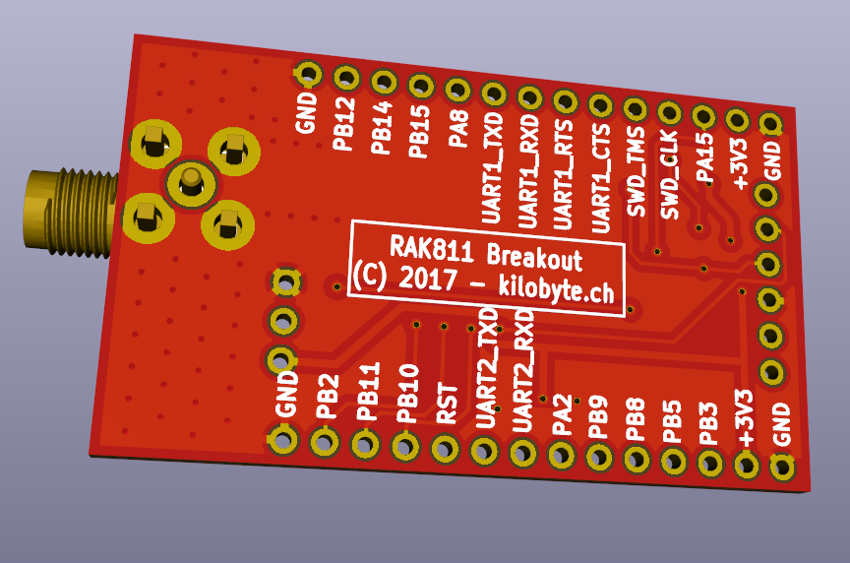 GND
PB12
PB14
PB15
PA8
UART1_TXD
UART1_RXD
UART1_RTS
UART1_CTS
SWD_TMS
SWD_CLK
PA15
+3V3
GND
RAK811 Breakout
(C) 2017 - kilobyte.ch
GND
PB2
PB11
PB10
RST
UART2_TXD
UART2_RXD
PA2
PB9
PB8
PB5
PB3
+3V3
GND